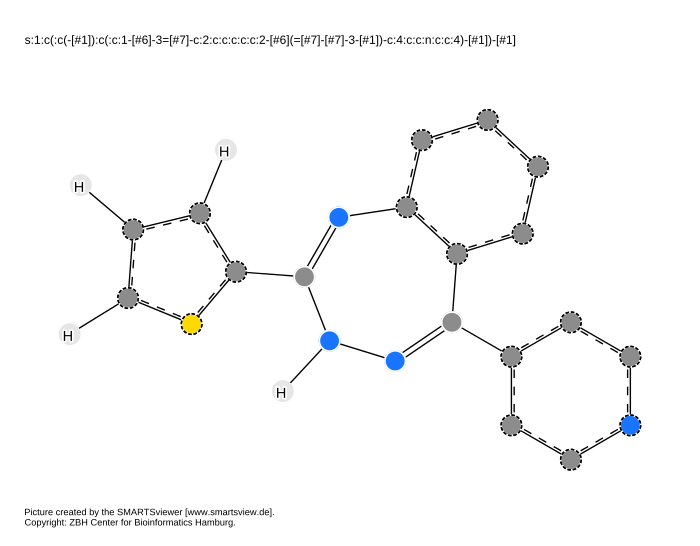 s:1:c(:c(-[#1]):c(:c:1-[#6]-3=[#7]-c:2:c:c:c:c:c:2-[#6](=[#7]-[#7]-3-[#1])-c:4:c:c:n:c:c:4)-[#1])-[#1]
H
H
H
H
Picture created by the SMARTSviewer [www.smartsview.de].
Copyright: ZBH Center for Bioinformatics Hamburg.